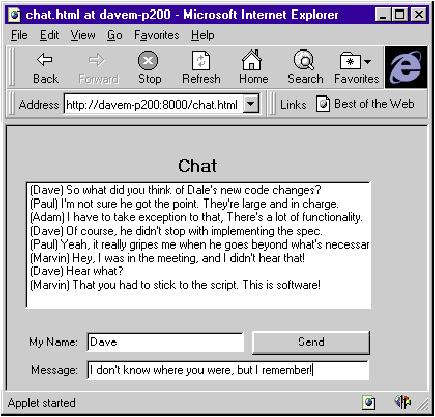 chat.html at davem-p200 - Microsoft Internet Explorer
File Edit View Go Favorites Help
Back Forward Stop Refresh Home Search Favorites
Address http://davem-p200:8000/chat.html Links Best of the Web
Chat
(Dave) So what did you think of Dale's new code changes?
(Paul) I'm not sure he got the point. They're large and in charge.
(Adam) I have to take exception to that, There's a lot of functionality.
(Dave) Of course, he didn't stop with implementing the spec.
(Paul) Yeah, it really gripes me when he goes beyond what's necessar
(Marvin) Hey, I was in the meeting, and I didn't hear that!
(Dave) Hear what?
(Marvin) That you had to stick to the script. This is software!
My Name: Dave Send
Message: I don't know where you were, but I remember!
Applet started